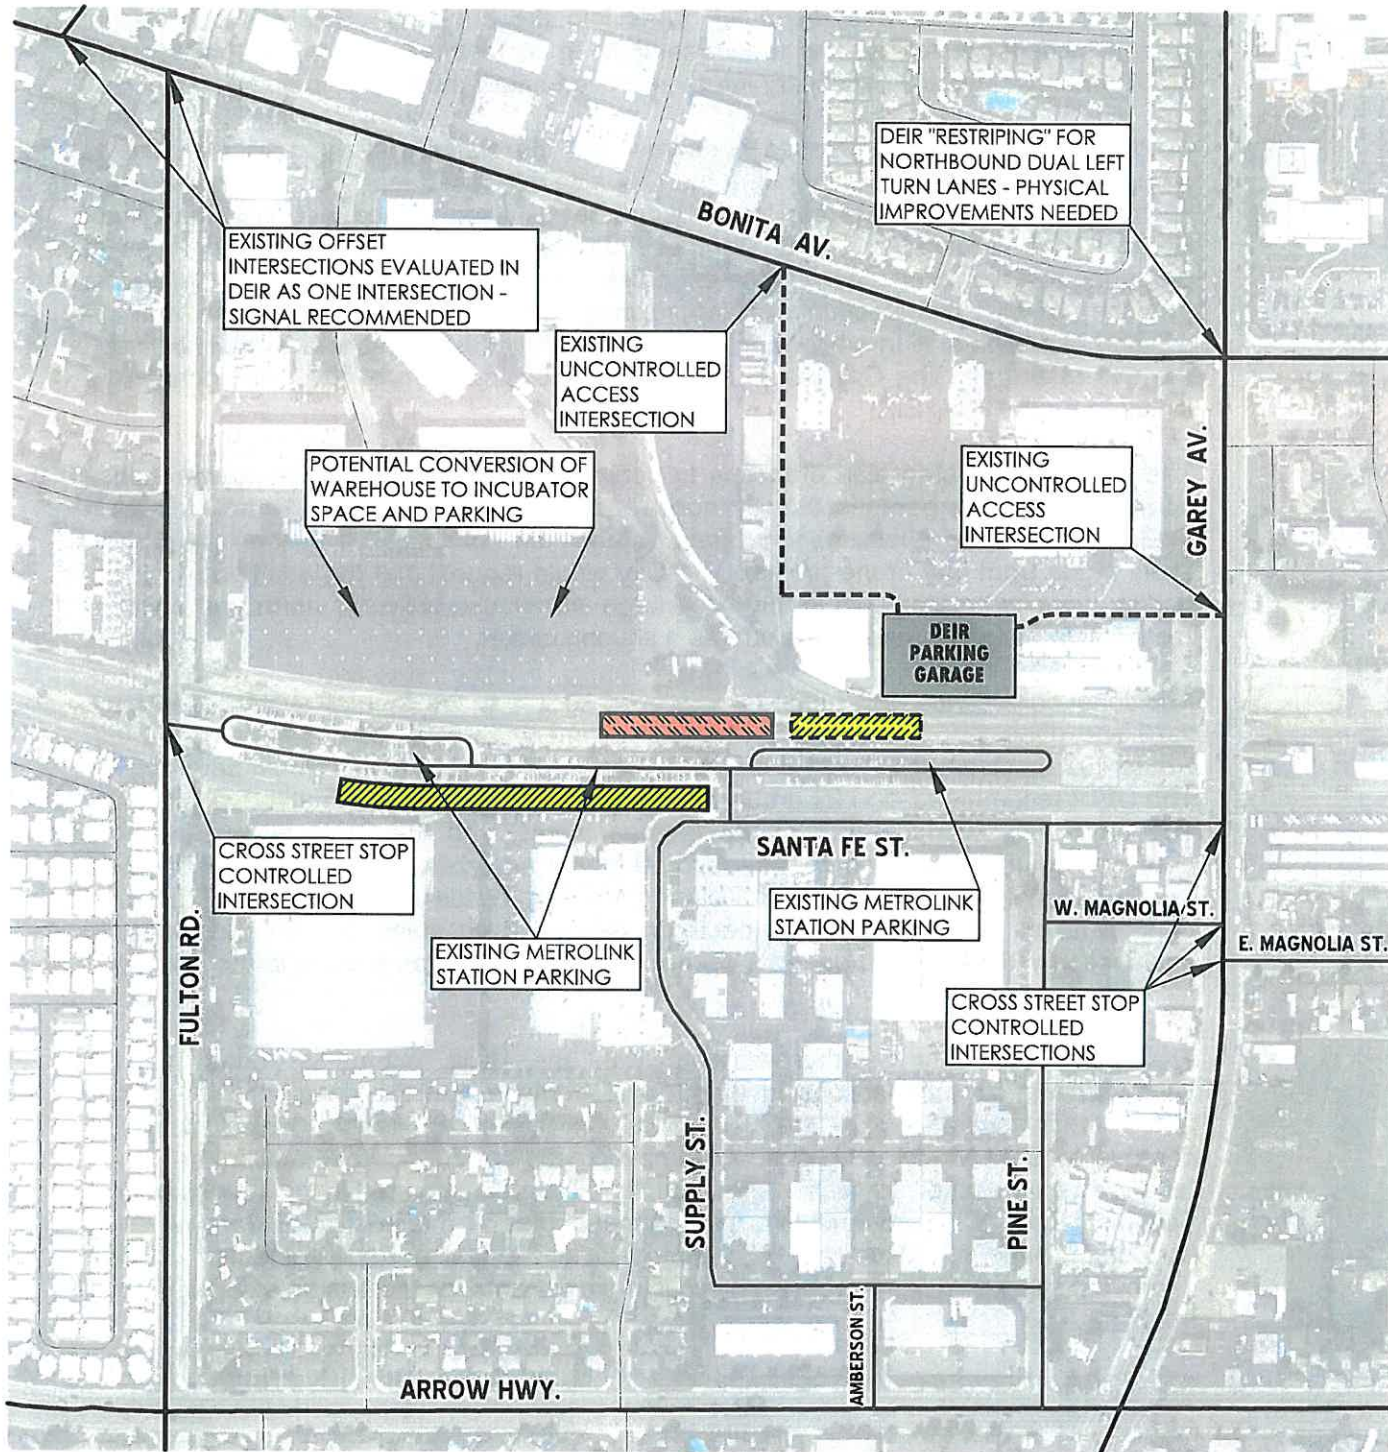 DEIR "RESTRIPING" FOR
NORTHBOUND DUAL LEFT
TURN LANES - PHYSICAL
IMPROVEMENTS NEEDED
BONITA AV.
EXISTING OFFSET
INTERSECTIONS EVALUATED IN
DEIR AS ONE INTERSECTION -
SIGNAL RECOMMENDED
EXISTING
UNCONTROLLED
ACCESS
INTERSECTION
POTENTIAL CONVERSION OF
WAREHOUSE TO INCUBATOR
SPACE AND PARKING
EXISTING
UNCONTROLLED
ACCESS
INTERSECTION
GAREY AV.
DEIR
PARKING
GARAGE
CROSS STREET STOP
CONTROLLED
INTERSECTION
SANTA FE ST.
EXISTING METROLINK
STATION PARKING
W. MAGNOLIA ST.
E. MAGNOLIA ST.
FULTON RD.
EXISTING METROLINK
STATION PARKING
CROSS STREET STOP
CONTROLLED
INTERSECTIONS
SUPPLY ST.
PINE ST.
AMBERSON ST.
ARROW HWY.